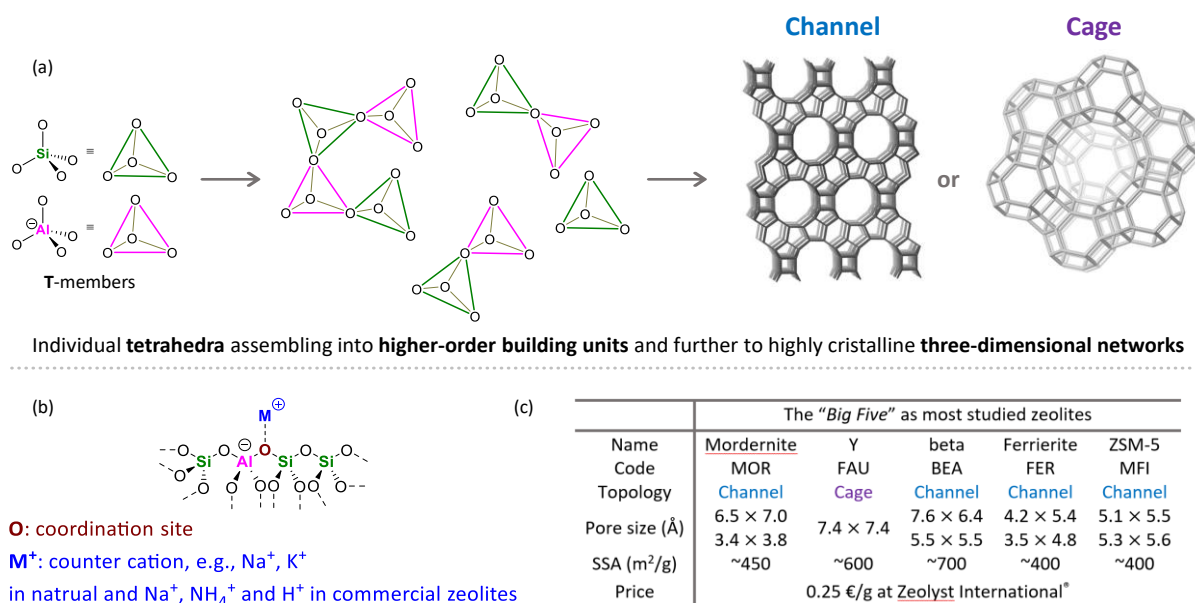 Channel
Cage
(a)
O
Si
O O O
=
O O O O
Al
⊖
O O O O
=
O O O O
T-members
or
Individual tetrahedra assembling into higher-order building units and further to highly cristalline three-dimensional networks
(b)
M⊕
⊖
O Si O Al O Si O Si O
O O O O O O O O
O: coordination site
M+: counter cation, e.g., Na+, K+
in natrual and Na+, NH4+ and H+ in commercial zeolites
(c)
The "Big Five" as most studied zeolites
Name Mordernite Y beta Ferrierite ZSM-5
Code MOR FAU BEA FER MFI
Topology Channel Cage Channel Channel Channel
Pore size (Å) 6.5 × 7.0 7.4 × 7.4 7.6 × 6.4 4.2 × 5.4 5.1 × 5.5
3.4 × 3.8 5.5 × 5.5 3.5 × 4.8 5.3 × 5.6
SSA (m²/g) ~450 ~600 ~700 ~400 ~400
Price 0.25 €/g at Zeolyst International®